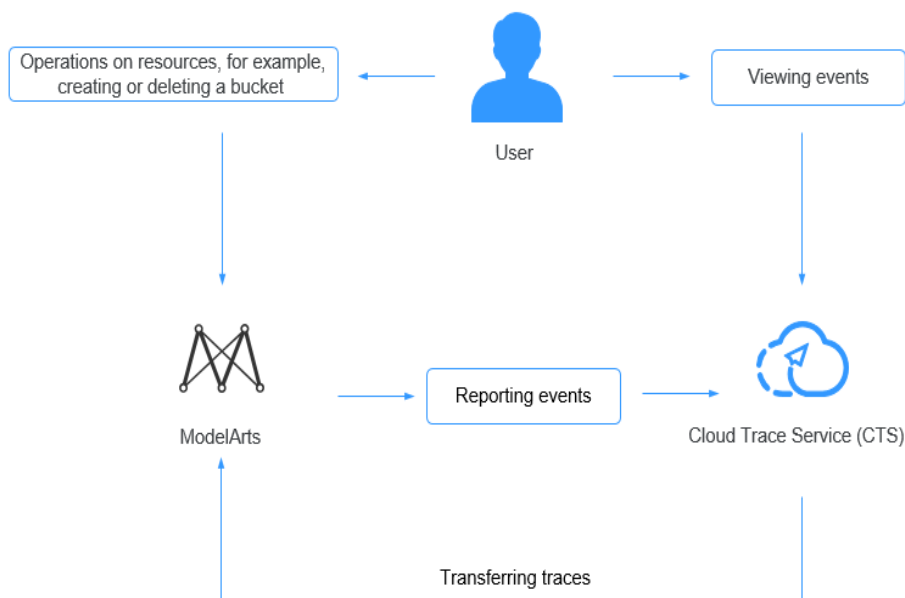 Operations on resources, for example,
creating or deleting a bucket
Viewing events
User
Reporting events
ModelArts
Cloud Trace Service (CTS)
Transferring traces